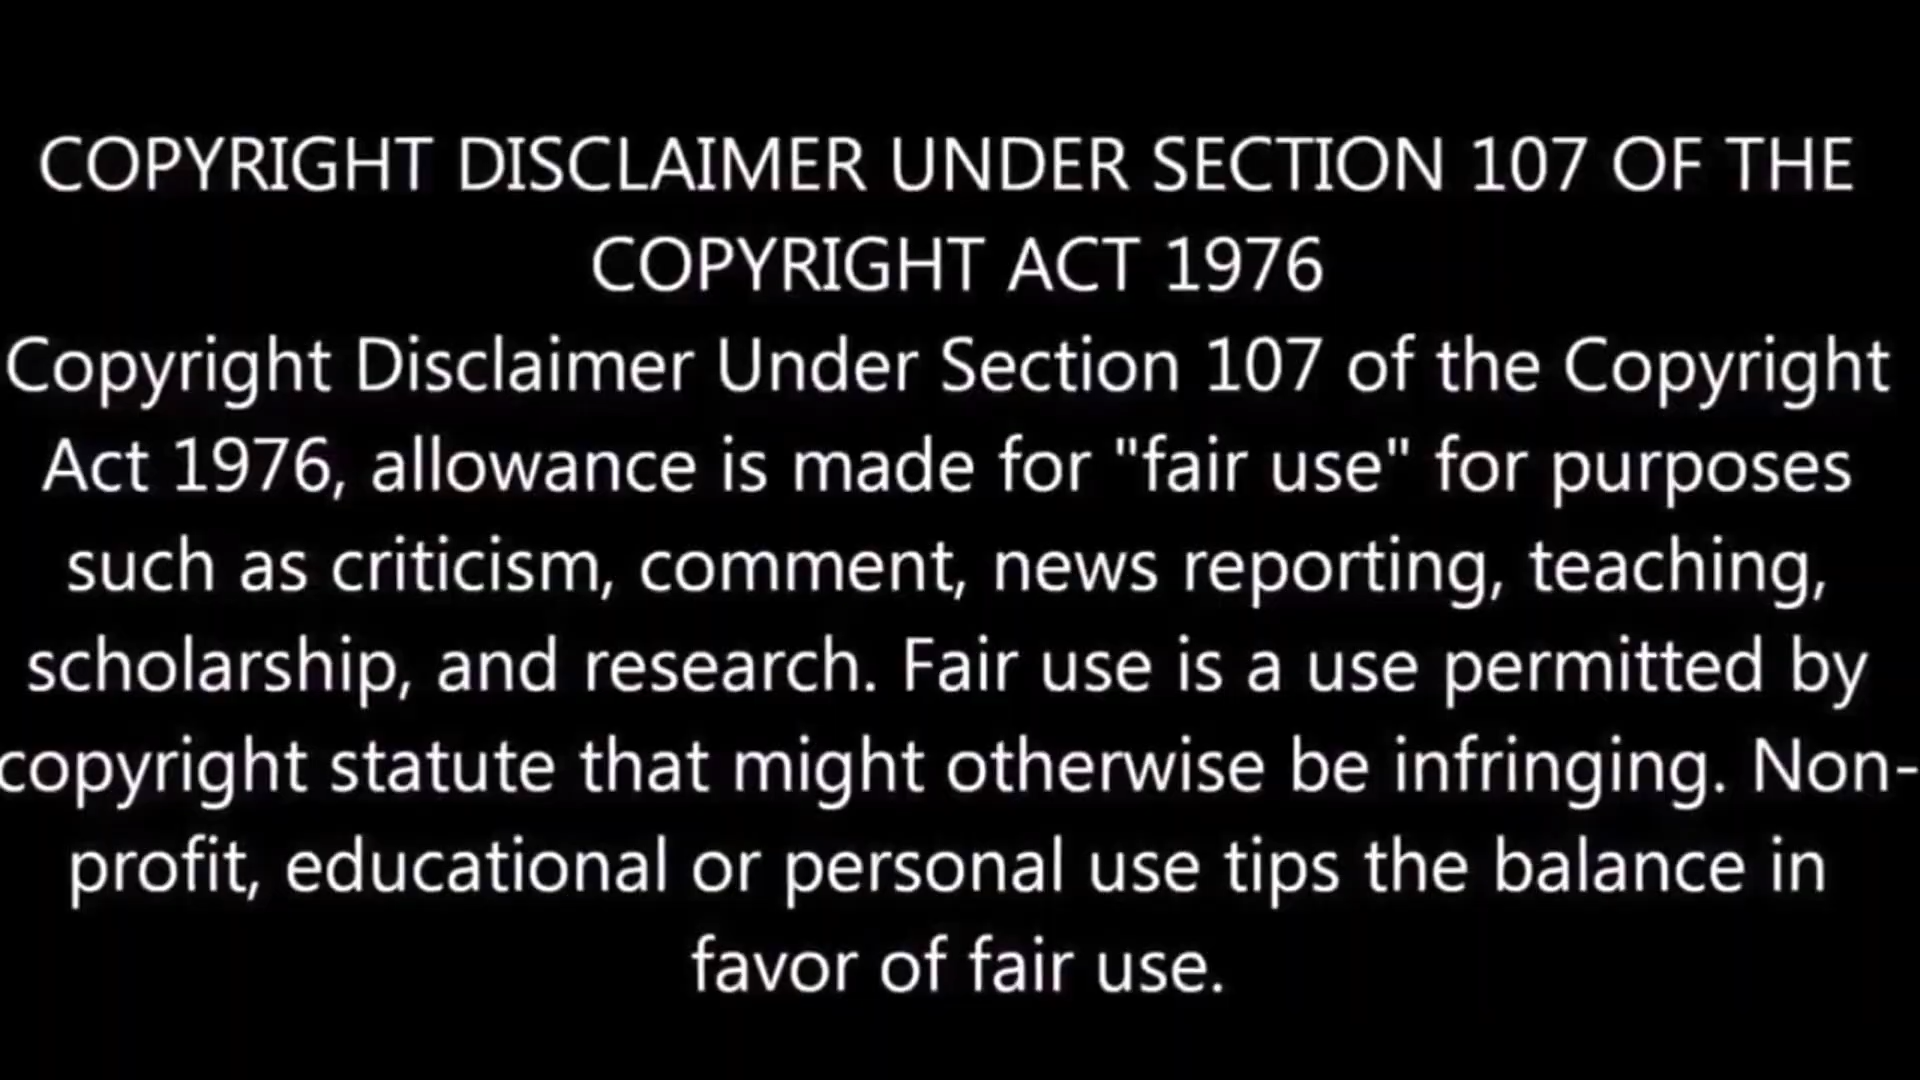 COPYRIGHT DISCLAIMER UNDER SECTION 107 OF THE
COPYRIGHT ACT 1976
Copyright Disclaimer Under Section 107 of the Copyright
Act 1976, allowance is made for "fair use" for purposes
such as criticism, comment, news reporting, teaching,
scholarship, and research. Fair use is a use permitted by
copyright statute that might otherwise be infringing. Non-
profit, educational or personal use tips the balance in
favor of fair use.